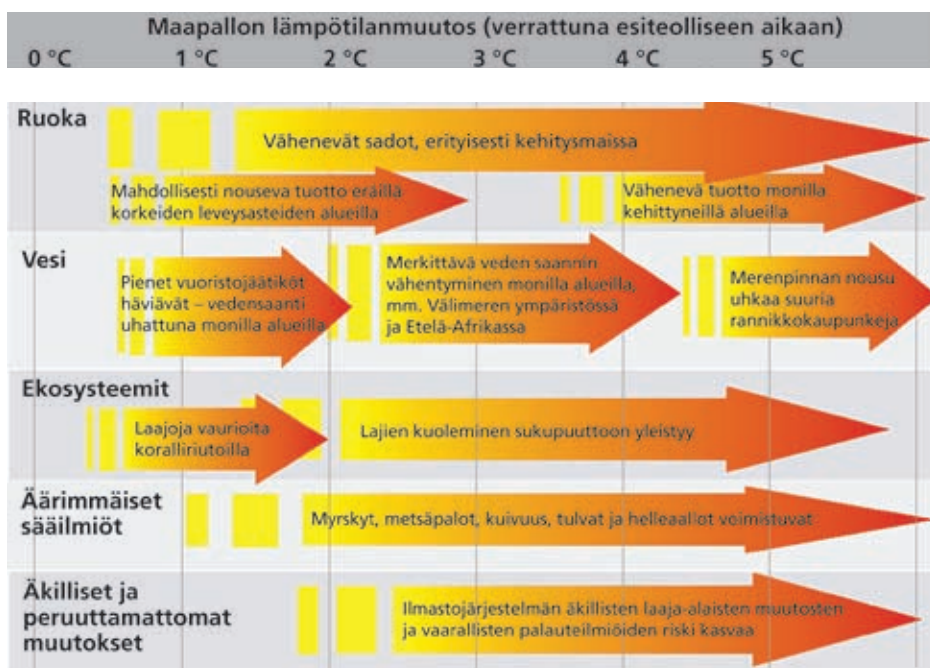 Maapallon lämpötilanmuutos (verrattuna esiteolliseen aikaan)
0 °C 1 °C 2 °C 3 °C 4 °C 5 °C
Ruoka
Vähenevät sadot, erityisesti kehitysmaissa
Mahdollisesti nouseva tuotto eräillä
korkeiden leveysasteiden alueilla
Vähenevä tuotto monilla
kehittyneillä alueilla
Vesi
Pienet vuoristojäätiköt
häviävät – vedensaanti
uhattuna monilla alueilla
Merkittävä veden saannin
vähentyminen monilla alueilla,
mm. Välimeren ympäristössä
ja Etelä-Afrikassa
Merenpinnan nousu
uhkaa suuria
rannikkokaupunkeja
Ekosysteemit
Laajoja vaurioita
koralliriutoilla
Lajien kuoleminen sukupuuttoon yleistyy
Äärimmäiset
sääilmiöt
Myrskyt, metsäpalot, kuivuus, tulvat ja helleaallot voimistuvat
Äkilliset ja
peruuttamattomat
muutokset
Ilmastojärjestelmän äkillisten laaja-alaisten muutosten
ja vaarallisten palauteilmiöiden riski kasvaa